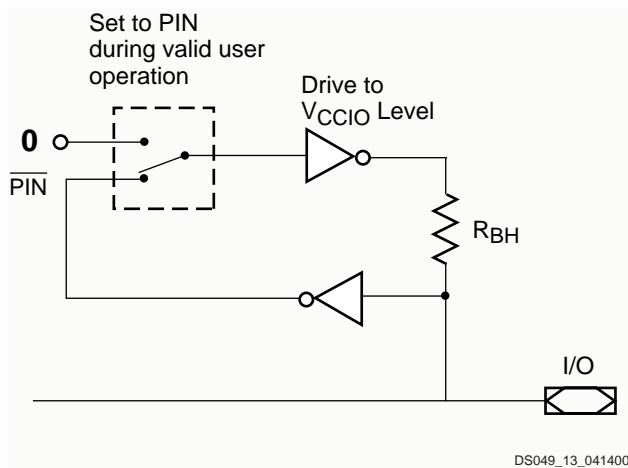 Set to PIN
during valid user
operation
Drive to
VCCIO Level
0
PIN
RBH
I/O
DS049_13_041400